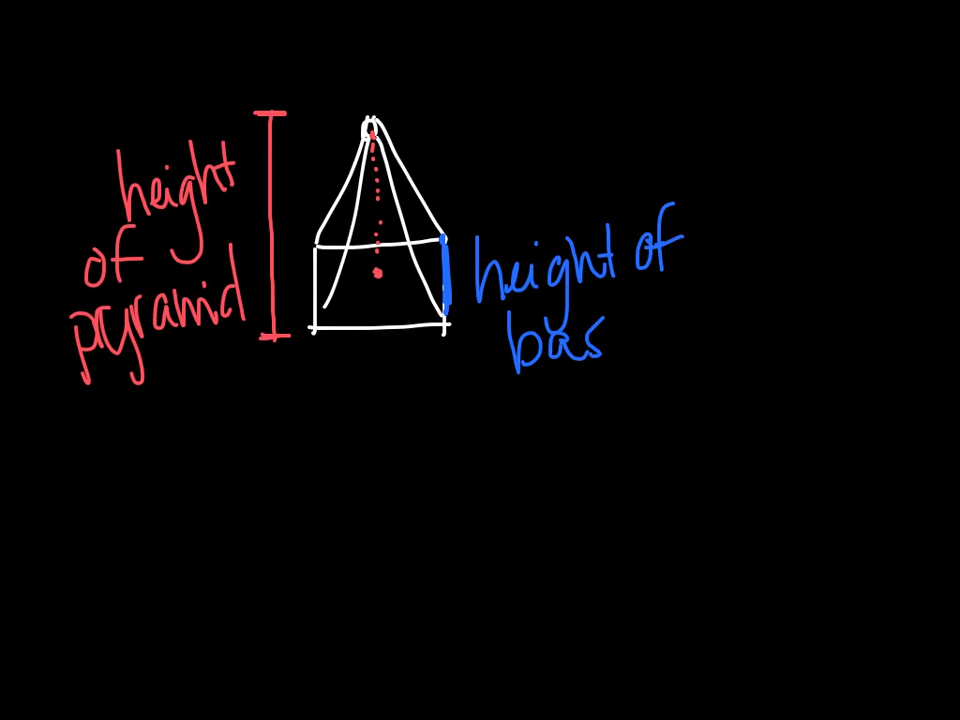 height
of
pyramid
height of
bas